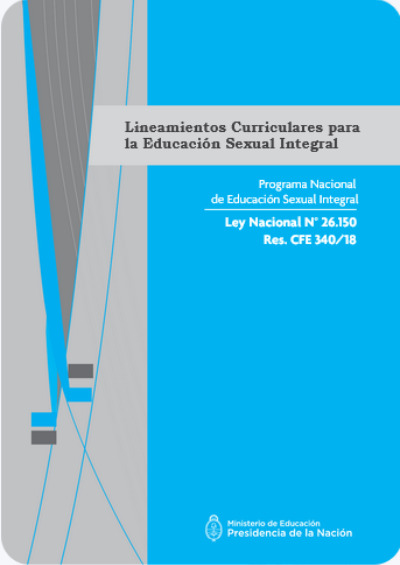 Lineamientos Curriculares para
la Educación Sexual Integral
Programa Nacional
de Educación Sexual Integral
Ley Nacional N° 26.150
Res. CFE 340/18
Ministerio de Educación
Presidencia de la Nación